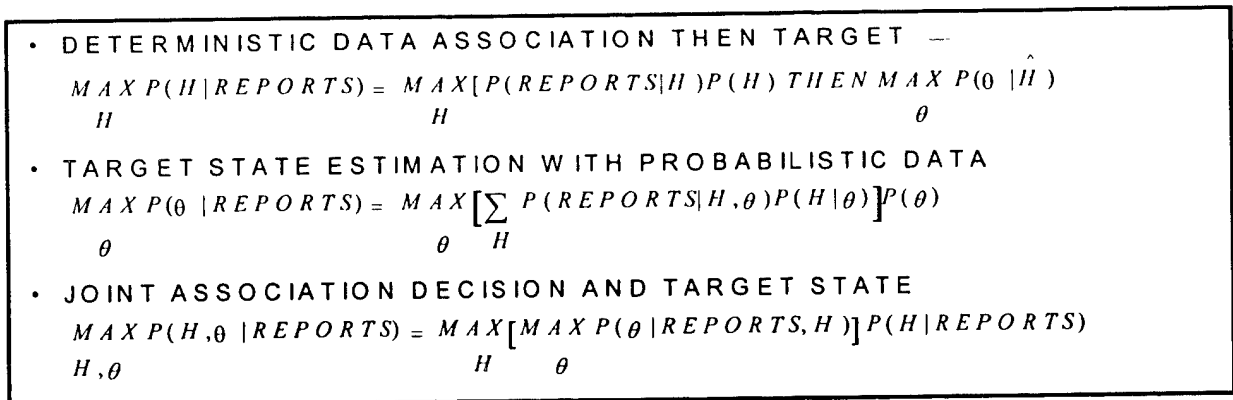 • DETERMINISTIC DATA ASSOCIATION THEN TARGET —
MAX P(H|REPORTS) = MAX[P(REPORTS|H)P(H) THEN MAX P(θ |Ĥ)
H H θ
• TARGET STATE ESTIMATION WITH PROBABILISTIC DATA
MAX P(θ |REPORTS) = MAX[∑ P(REPORTS|H,θ)P(H|θ)]P(θ)
θ θ H
• JOINT ASSOCIATION DECISION AND TARGET STATE
MAX P(H,θ |REPORTS) = MAX[MAX P(θ|REPORTS,H)]P(H|REPORTS)
H,θ H θ